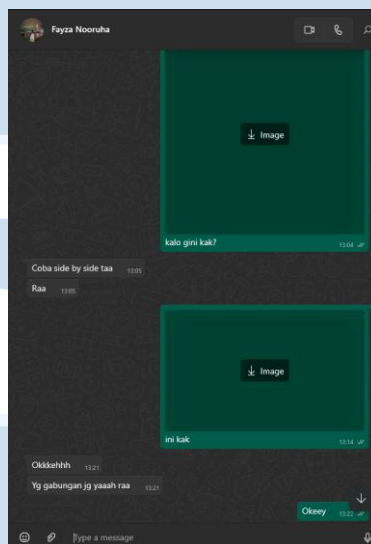 Fayza Nooruha
Image
kalo gini kak?
13:04
Coba side by side taa
13:05
Raa
13:05
Image
ini kak
13:14
Okkkehhh
13:21
Yg gabungan jg yaaah raa
13:21
Okeey
13:22
Type a message